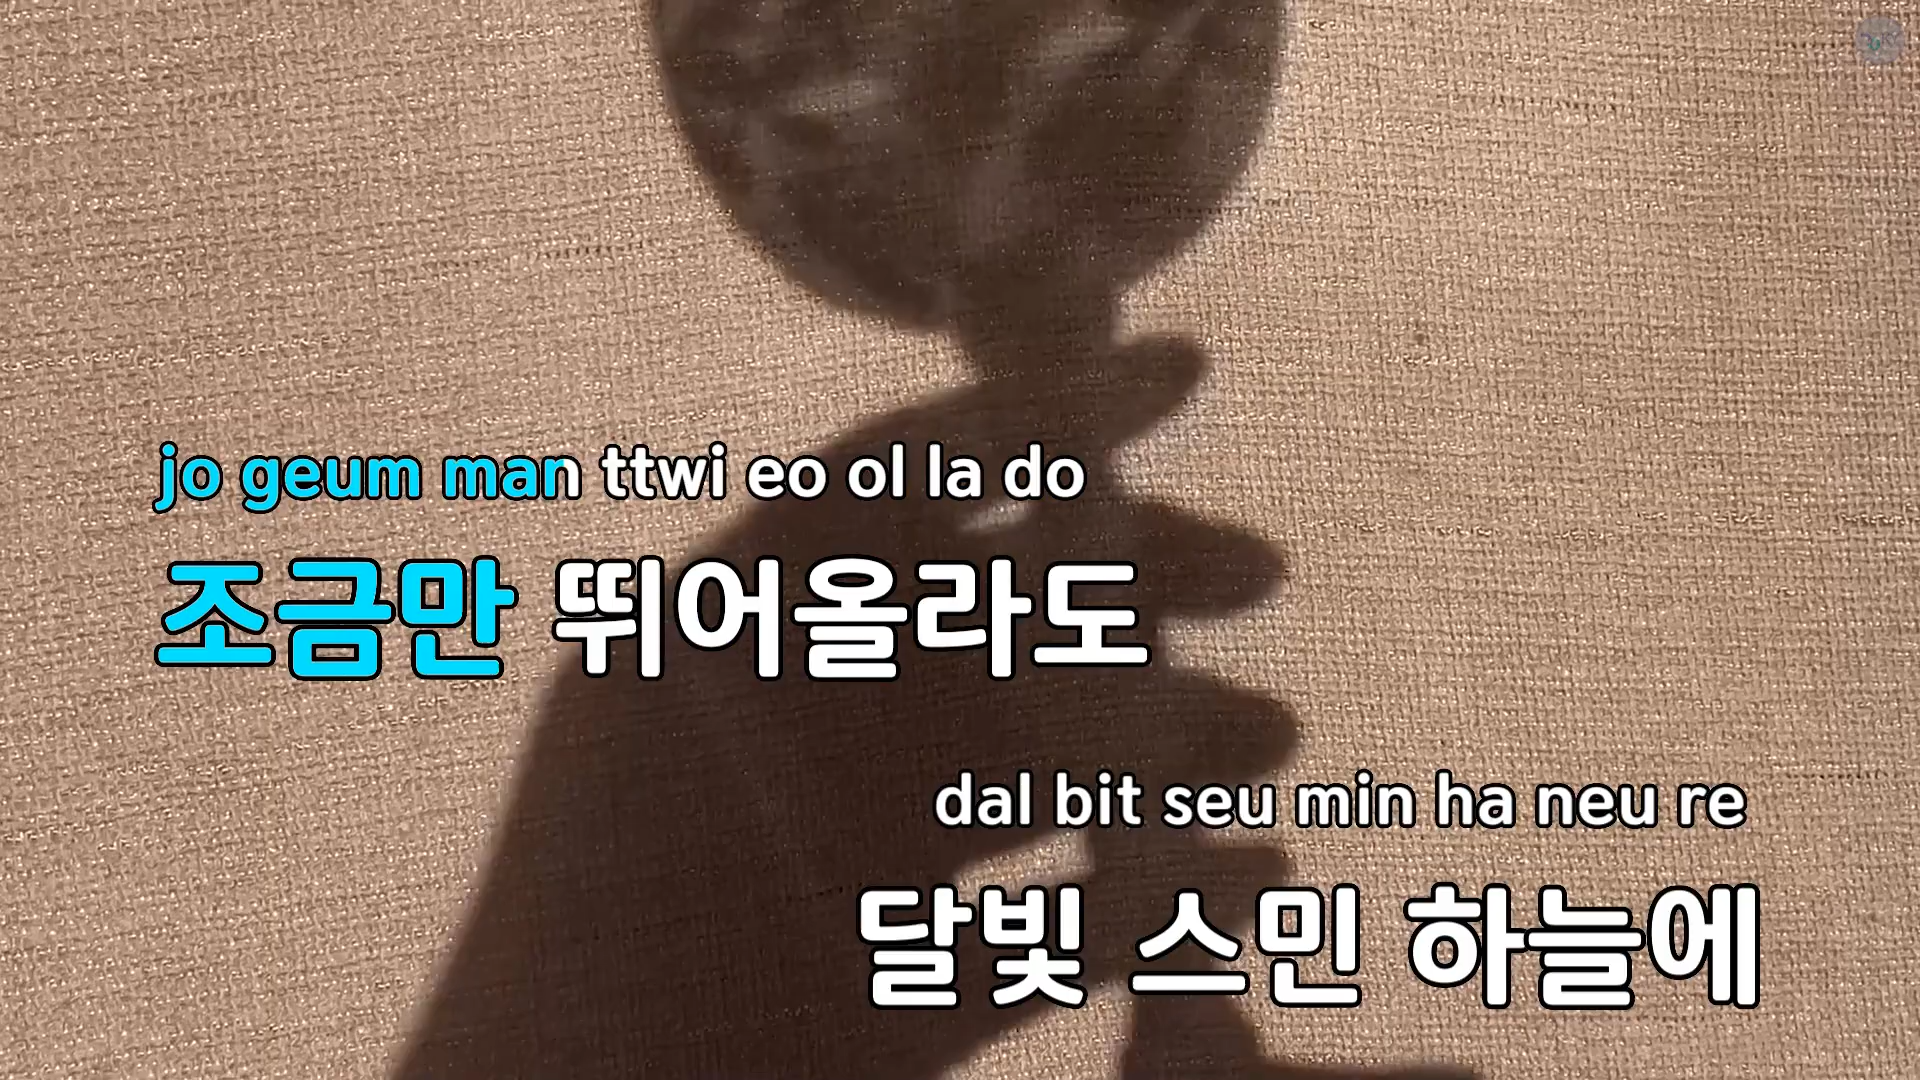 jo geum man ttwi eo ol la do
조금만 뛰어올라도
dal bit seu min ha neu re
달빛 스민 하늘에